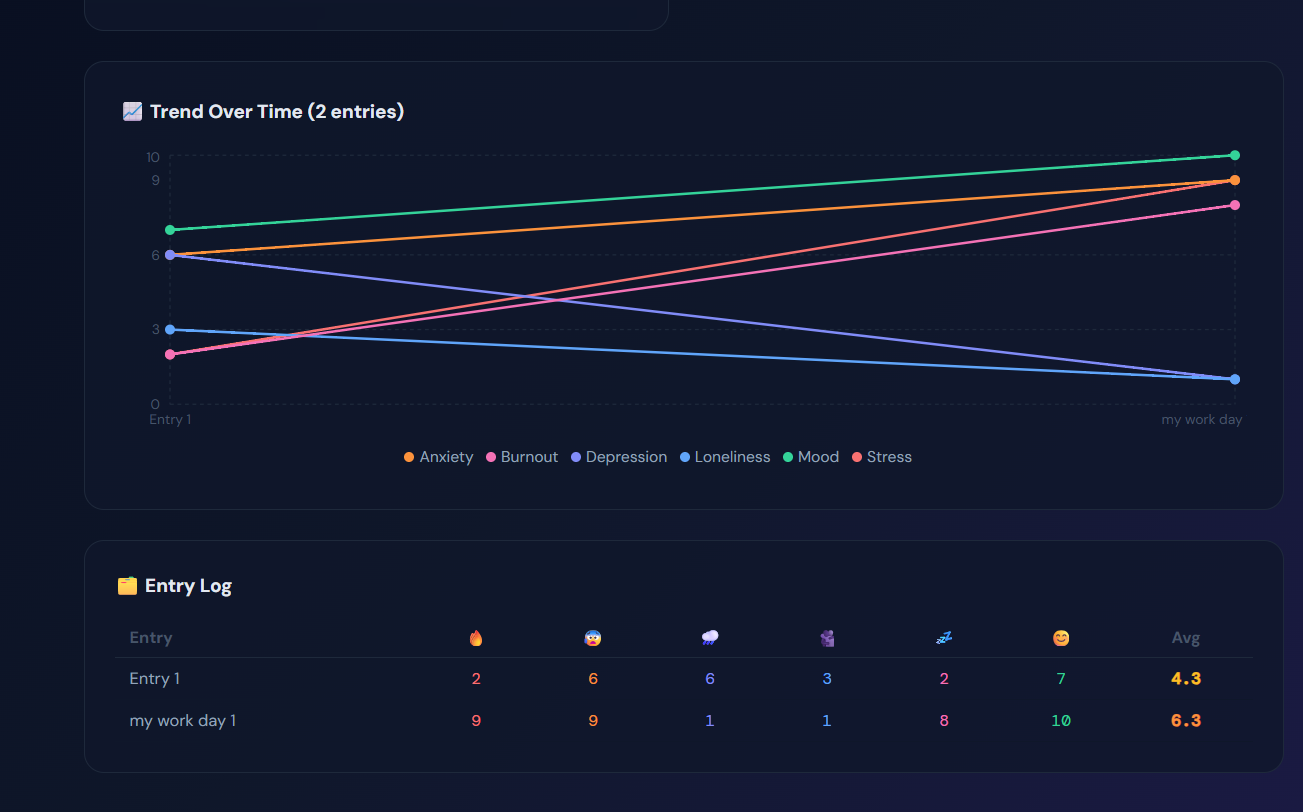 Trend Over Time (2 entries)
10
9
6
3
0
Entry 1 my work day
Anxiety Burnout Depression Loneliness Mood Stress
Entry Log
Entry Avg
Entry 1 2 6 6 3 2 7 4.3
my work day 1 9 9 1 1 8 10 6.3